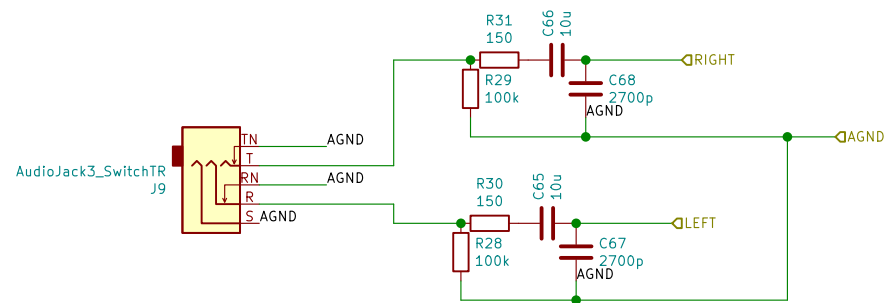 R31
150
C66
10u
RIGHT
R29
100k
C68
2700p
AGND
AGND
TN
AGND
T
AudioJack3_SwitchTR
J9
RN
AGND
R
S
AGND
R30
150
C65
10u
LEFT
R28
100k
C67
2700p
AGND